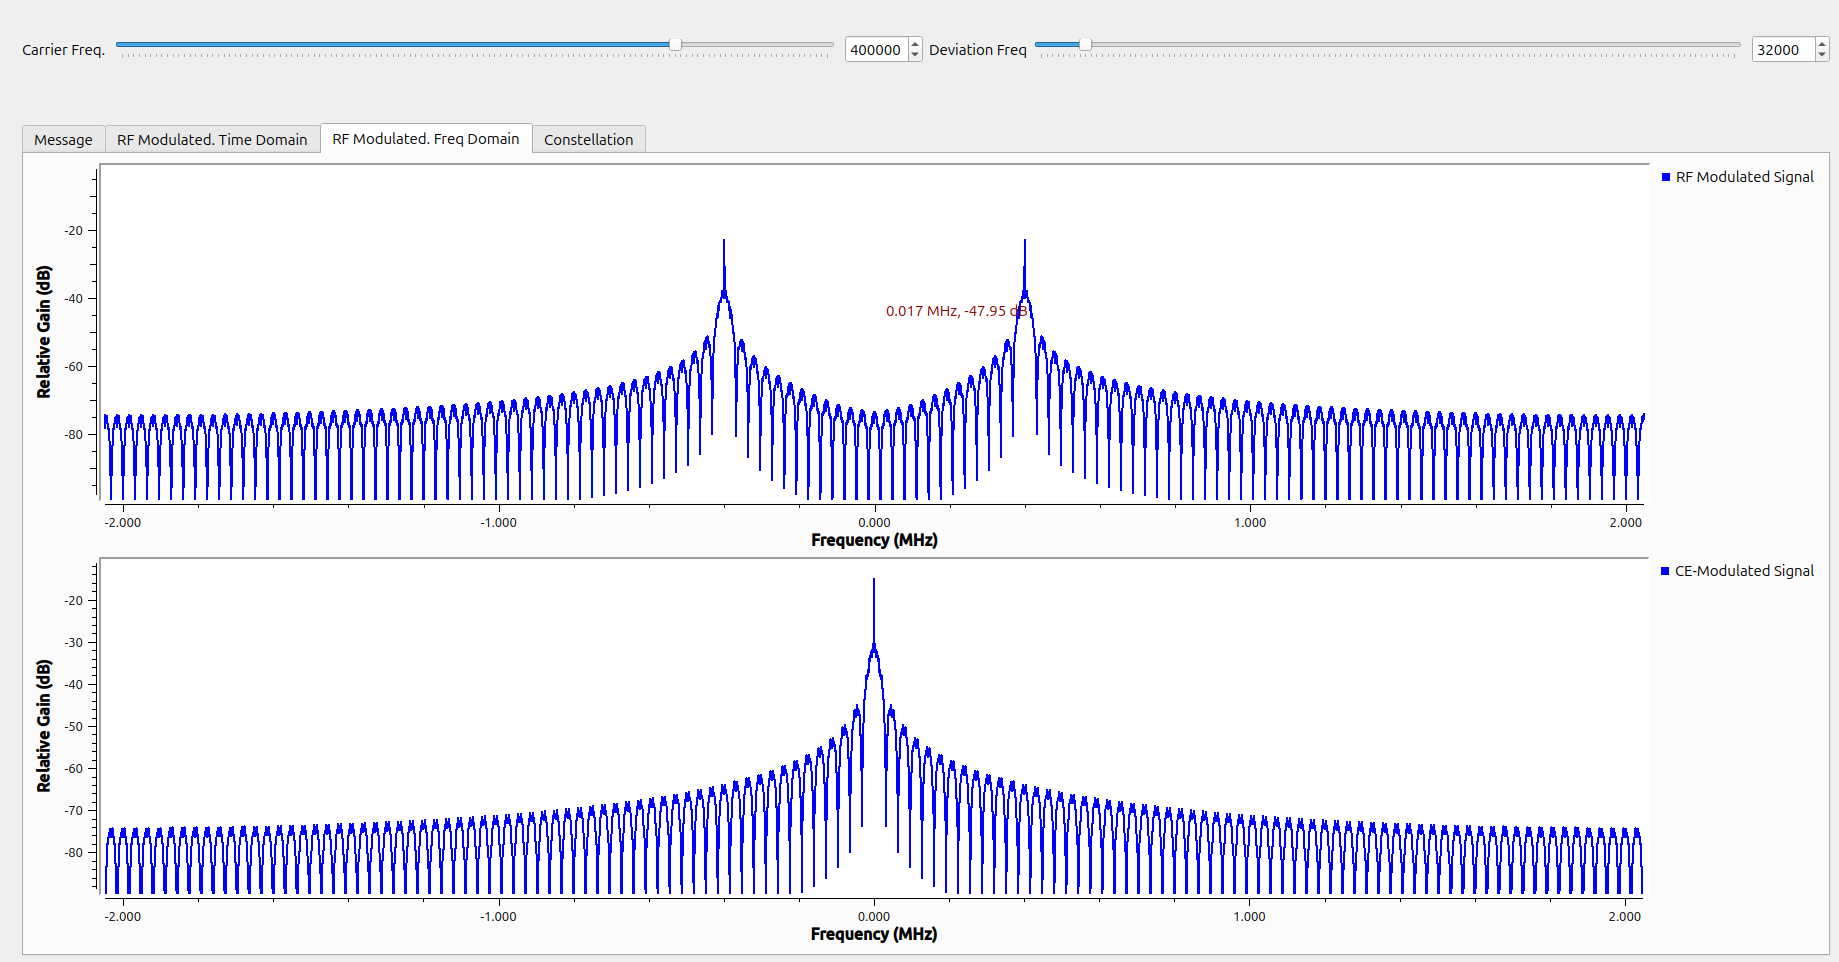 Carrier Freq. 400000 Deviation Freq 32000
Message RF Modulated. Time Domain RF Modulated. Freq Domain Constellation
RF Modulated Signal
Relative Gain (dB)
-20
-40
-60
-80
0.017 MHz, -47.95 dB
-2.000 -1.000 0.000 1.000 2.000
Frequency (MHz)
CE-Modulated Signal
Relative Gain (dB)
-20
-30
-40
-50
-60
-70
-80
-2.000 -1.000 0.000 1.000 2.000
Frequency (MHz)